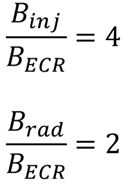 B_inj / B_ECR = 4
B_rad / B_ECR = 2